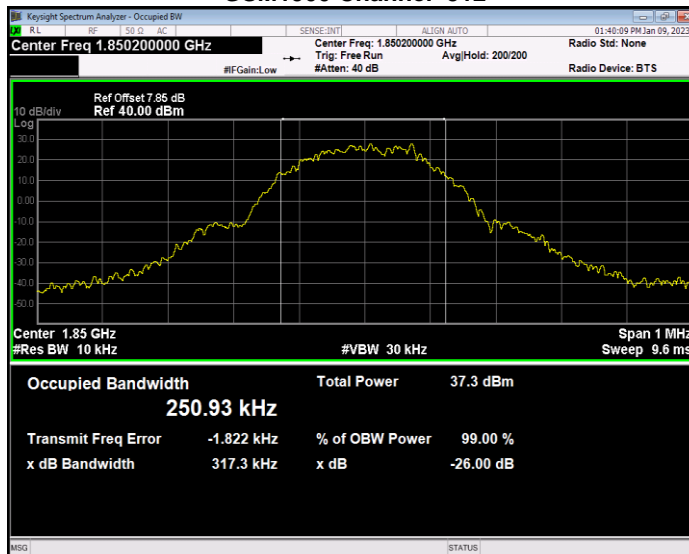 Keysight Spectrum Analyzer - Occupied BW
RL RF 50 Ω AC SENSE:INT ALIGN AUTO 01:40:09 PM Jan 09, 2023
Center Freq 1.850200000 GHz
Center Freq: 1.850200000 GHz
Radio Std: None
Trig: Free Run Avg|Hold: 200/200
#IFGain:Low #Atten: 40 dB Radio Device: BTS
Ref Offset 7.85 dB
10 dB/div Ref 40.00 dBm
Log
30.0
20.0
10.0
0.00
-10.0
-20.0
-30.0
-40.0
-50.0
Center 1.85 GHz Span 1 MHz
#Res BW 10 kHz #VBW 30 kHz Sweep 9.6 ms
Occupied Bandwidth Total Power 37.3 dBm
250.93 kHz
Transmit Freq Error -1.822 kHz % of OBW Power 99.00 %
x dB Bandwidth 317.3 kHz x dB -26.00 dB
MSG STATUS